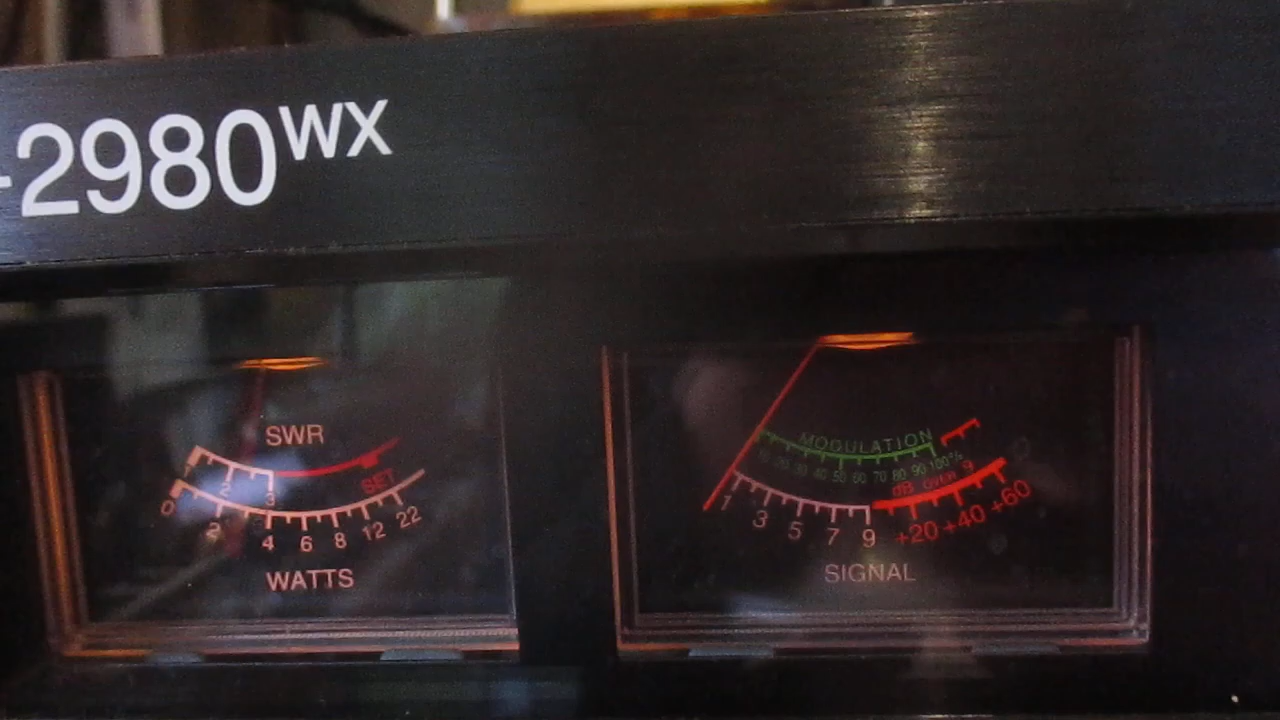 -2980WX
SWR
1 2 3 SET
0 2 4 6 8 12 22
WATTS
MODULATION
20 30 40 50 60 70 80 90 100%
dB OVER 9
1 3 5 7 9 +20 +40 +60
SIGNAL